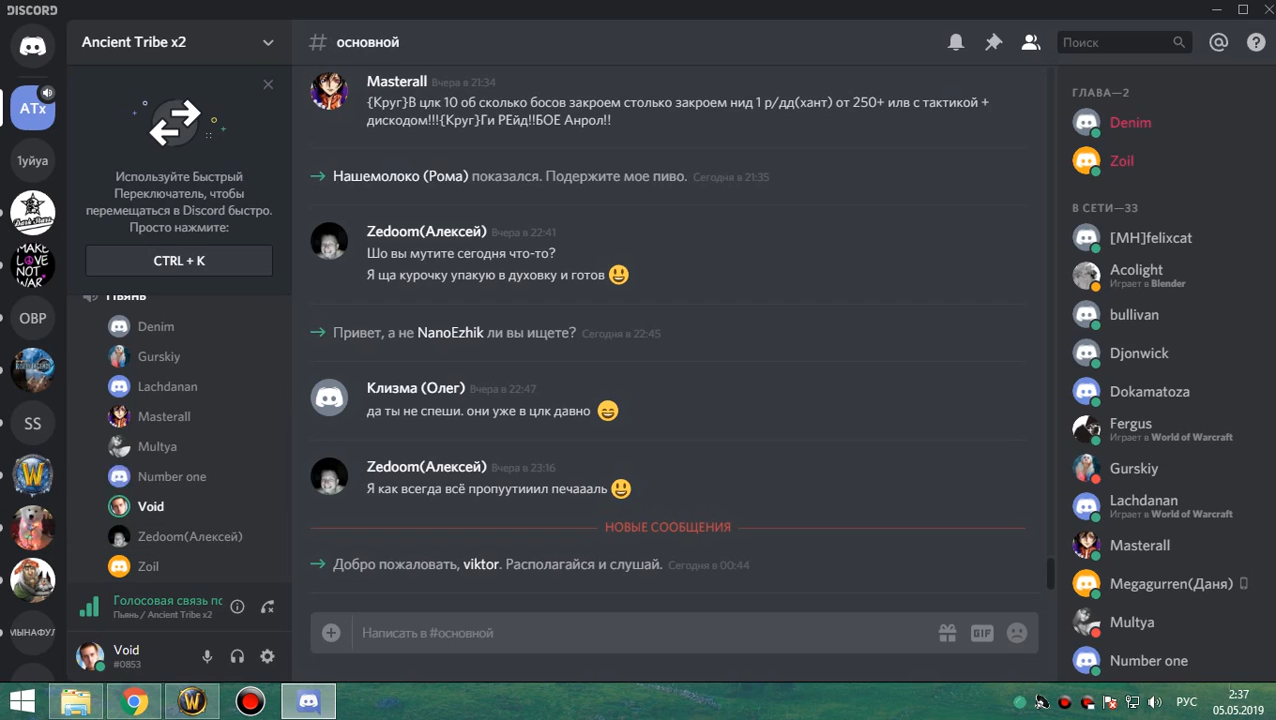 DISCORD
ATx
1уйуа
Dark Stars
MAKE
LOVE
NOT
WAR
OBP
SS
W
МЫНАФУЛ
Ancient Tribe x2
Используйте Быстрый
Переключатель, чтобы
перемещаться в Discord быстро.
Просто нажмите:
CTRL + K
Пьянь
Denim
Gurskiy
Lachdanan
Masterall
Multya
Number one
Void
Zedoom(Алексей)
Zoil
Голосовая связь по
Пьянь / Ancient Tribe x2
Void
#0853
# основной
Поиск
Masterall Вчера в 21:34
{Круг}В цлк 10 об сколько босов закроем столько закроем нид 1 р/дд(хант) от 250+ илв с тактикой +
дискодом!!!{Круг}Ги РЕйд!!БОЕ Анрол!!
Нашемолоко (Рома) показался. Подержите мое пиво. Сегодня в 21:35
Zedoom(Алексей) Вчера в 22:41
Шо вы мутите сегодня что-то?
Я ща курочку упакую в духовку и готов
Привет, а не NanoEzhik ли вы ищете? Сегодня в 22:45
Клизма (Олег) Вчера в 22:47
да ты не спеши. они уже в цлк давно
Zedoom(Алексей) Вчера в 23:16
Я как всегда всё пропуутииил печаааль
НОВЫЕ СООБЩЕНИЯ
Добро пожаловать, viktor. Располагайся и слушай. Сегодня в 00:44
Написать в #основной
GIF
ГЛАВА—2
Denim
Zoil
В СЕТИ—33
[MH]felixcat
Acolight
Играет в Blender
bullivan
Djonwick
Dokamatoza
Fergus
Играет в World of Warcraft
Gurskiy
Lachdanan
Играет в World of Warcraft
Masterall
Megagurren(Даня)
Multya
Number one
РУС
2:37
05.05.2019